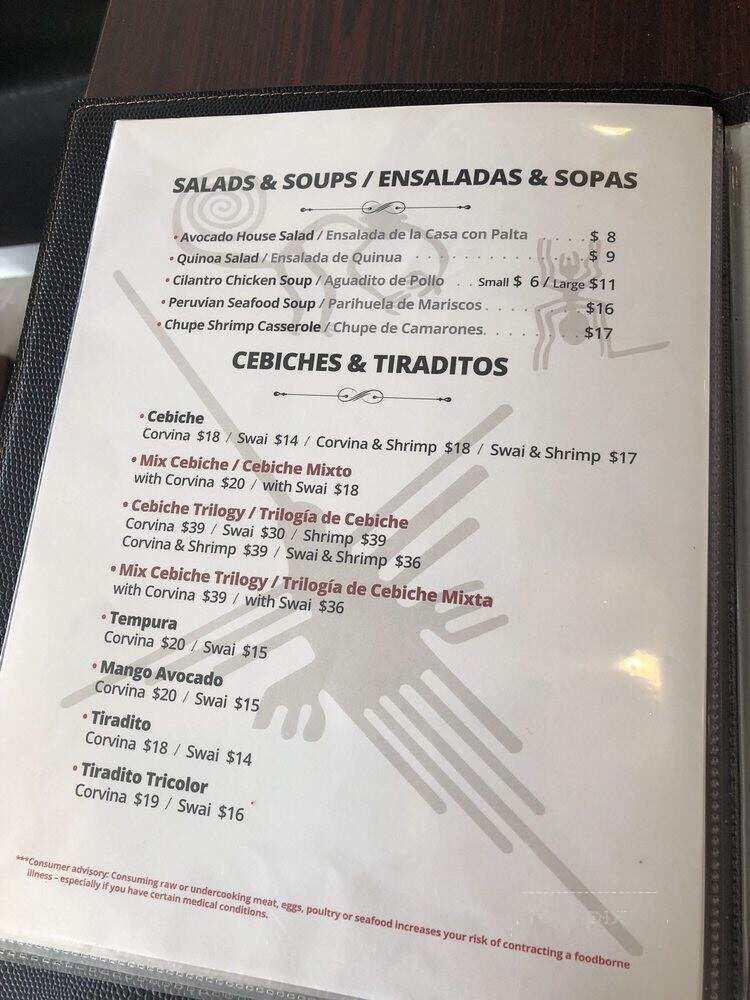 SALADS & SOUPS / ENSALADAS & SOPAS
• Avocado House Salad / Ensalada de la Casa con Palta . . . . . $ 8
• Quinoa Salad / Ensalada de Quinua . . . . . . . . . . . . . . . $ 9
• Cilantro Chicken Soup / Aguadito de Pollo . . Small $ 6 / Large $11
• Peruvian Seafood Soup / Parihuela de Mariscos . . . . . . . . $16
• Chupe Shrimp Casserole / Chupe de Camarones. . . . . . . . $17
CEBICHES & TIRADITOS
• Cebiche
Corvina $18 / Swai $14 / Corvina & Shrimp $18 / Swai & Shrimp $17
• Mix Cebiche / Cebiche Mixto
with Corvina $20 / with Swai $18
• Cebiche Trilogy / Trilogía de Cebiche
Corvina $39 / Swai $30 / Shrimp $39
Corvina & Shrimp $39 / Swai & Shrimp $36
• Mix Cebiche Trilogy / Trilogía de Cebiche Mixta
with Corvina $39 / with Swai $36
• Tempura
Corvina $20 / Swai $15
• Mango Avocado
Corvina $20 / Swai $15
• Tiradito
Corvina $18 / Swai $14
• Tiradito Tricolor
Corvina $19 / Swai $16
***Consumer advisory: Consuming raw or undercooking meat, eggs, poultry or seafood increases your risk of contracting a foodborne
illness – especially if you have certain medical conditions.